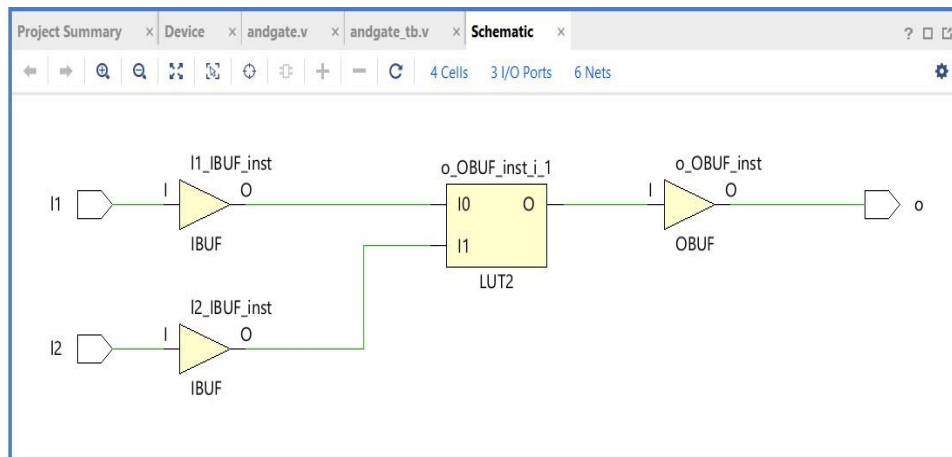 Project Summary × Device × andgate.v × andgate_tb.v × Schematic ×
4 Cells 3 I/O Ports 6 Nets
I1_IBUF_inst
o_OBUF_inst_i_1
o_OBUF_inst
I1 I O
I0 O
I O o
IBUF
I1
OBUF
LUT2
I2_IBUF_inst
I2 I O
IBUF